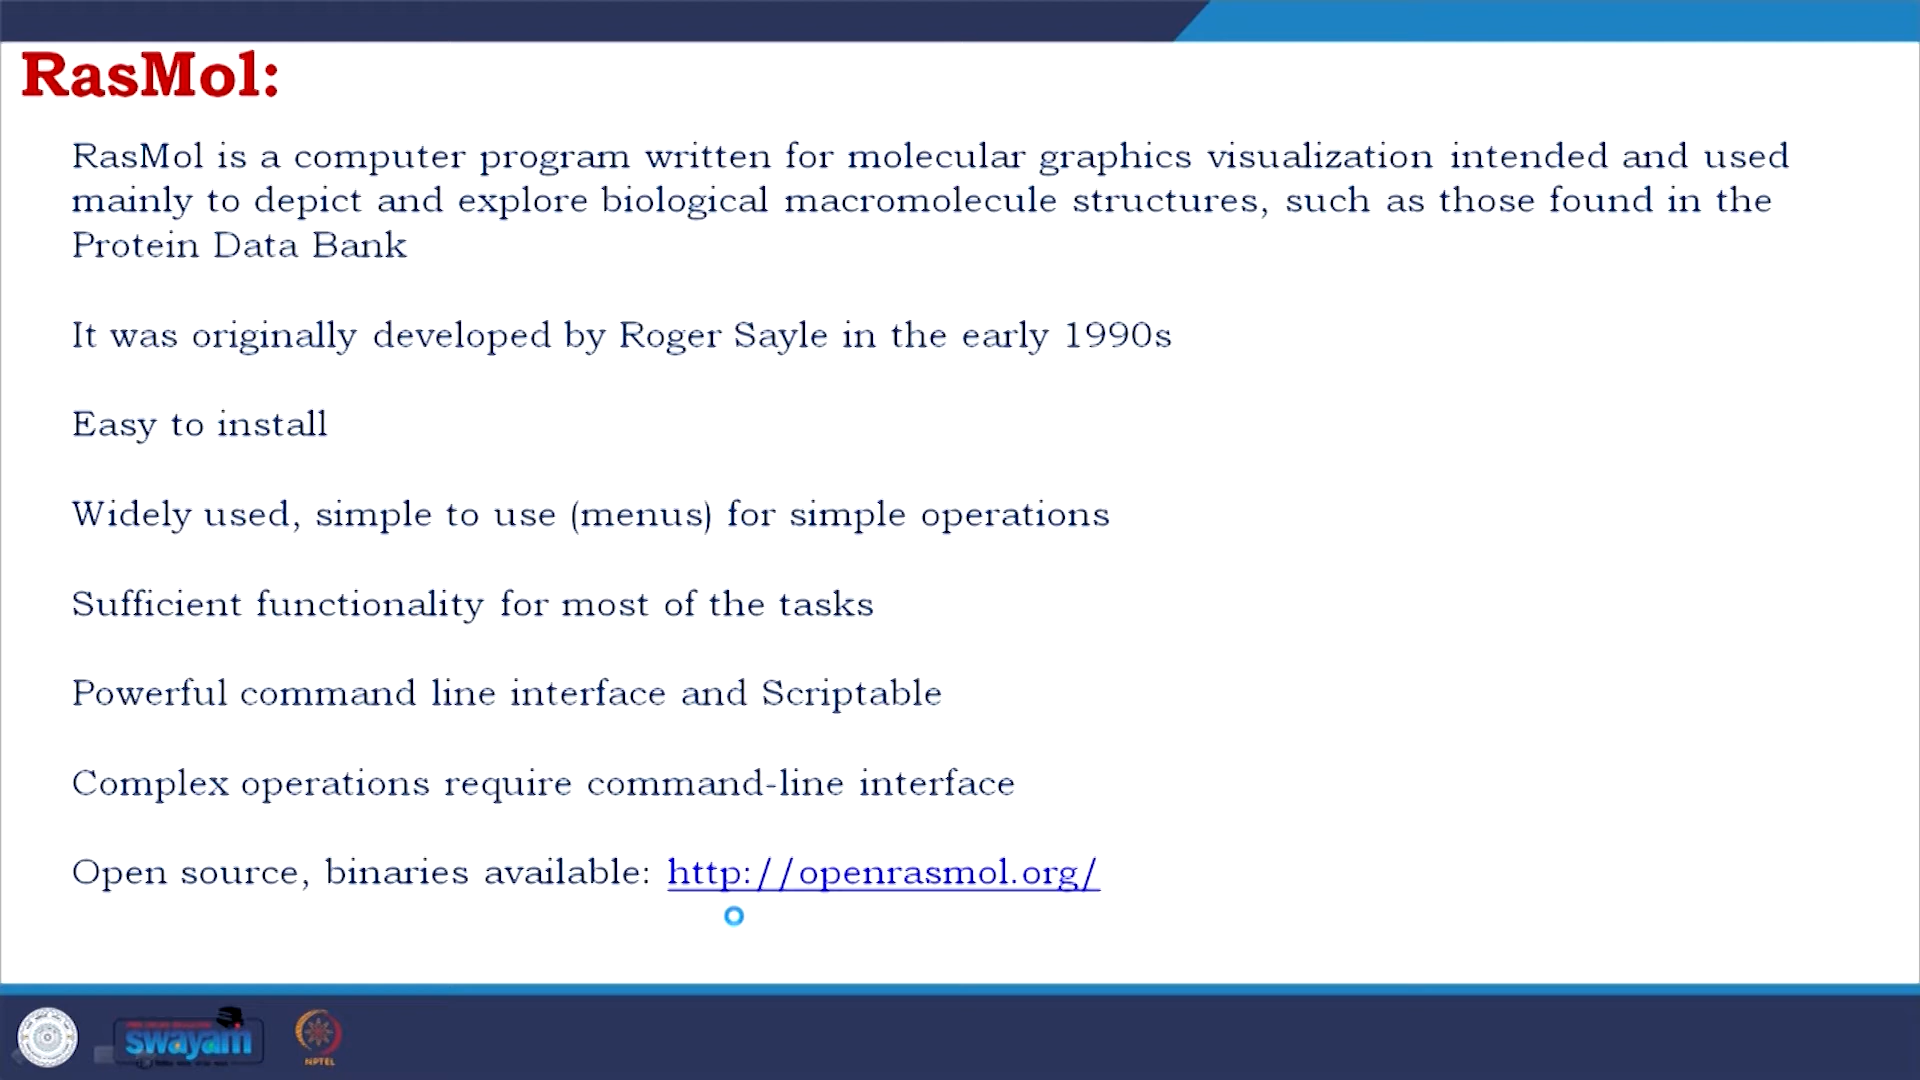 RasMol:
RasMol is a computer program written for molecular graphics visualization intended and used
mainly to depict and explore biological macromolecule structures, such as those found in the
Protein Data Bank
It was originally developed by Roger Sayle in the early 1990s
Easy to install
Widely used, simple to use (menus) for simple operations
Sufficient functionality for most of the tasks
Powerful command line interface and Scriptable
Complex operations require command-line interface
Open source, binaries available: http://openrasmol.org/
swayam
NPTEL